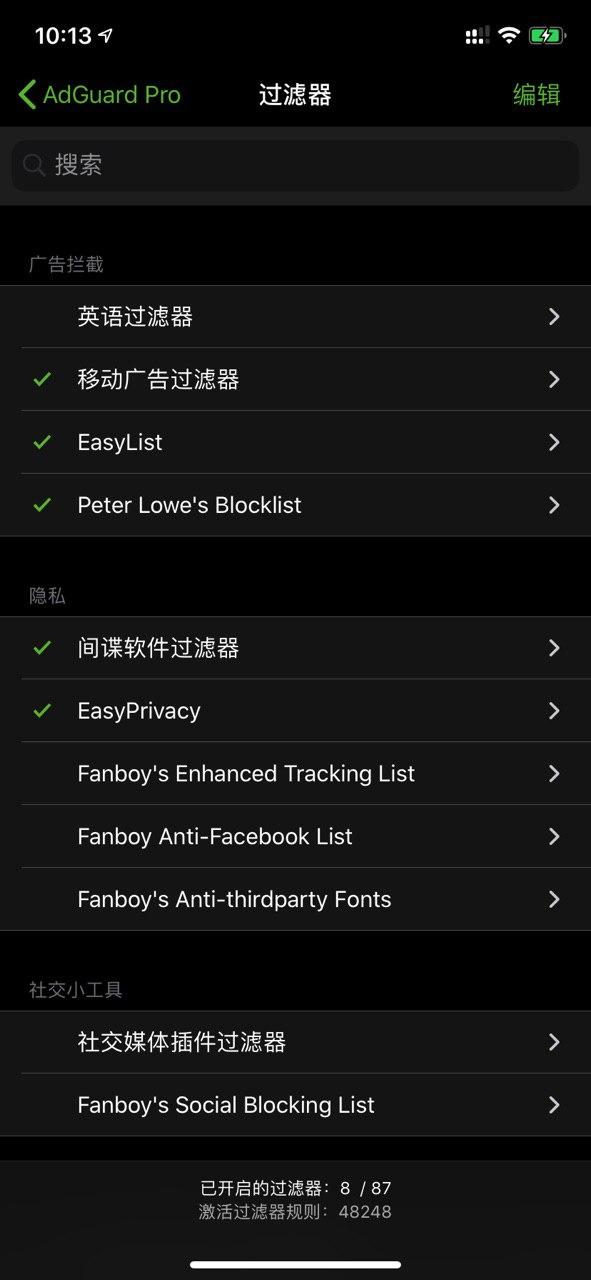 10:13
AdGuard Pro
过滤器
编辑
搜索
广告拦截
英语过滤器
移动广告过滤器
EasyList
Peter Lowe's Blocklist
隐私
间谍软件过滤器
EasyPrivacy
Fanboy's Enhanced Tracking List
Fanboy Anti-Facebook List
Fanboy's Anti-thirdparty Fonts
社交小工具
社交媒体插件过滤器
Fanboy's Social Blocking List
已开启的过滤器：8 / 87
激活过滤器规则：48248